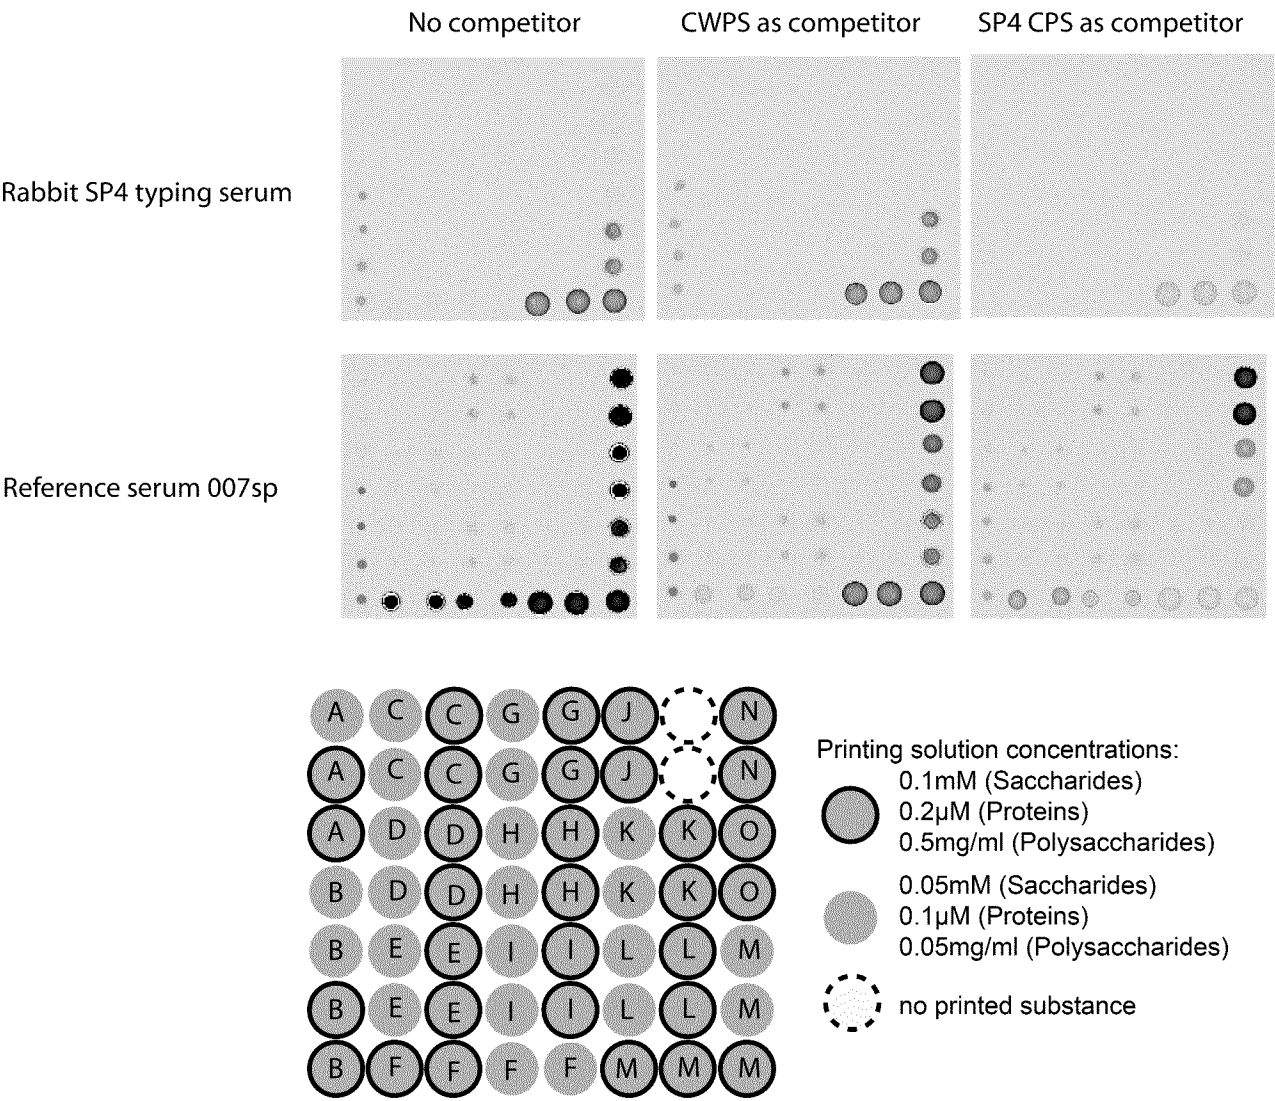 No competitor CWPS as competitor SP4 CPS as competitor
Rabbit SP4 typing serum
Reference serum 007sp
A C C G G J N
A C C G G J N
A D D H H K K O
B D D H H K K O
B E E I I L L M
B E E I I L L M
B F F F F M M M
Printing solution concentrations:
0.1mM (Saccharides)
0.2µM (Proteins)
0.5mg/ml (Polysaccharides)
0.05mM (Saccharides)
0.1µM (Proteins)
0.05mg/ml (Polysaccharides)
no printed substance